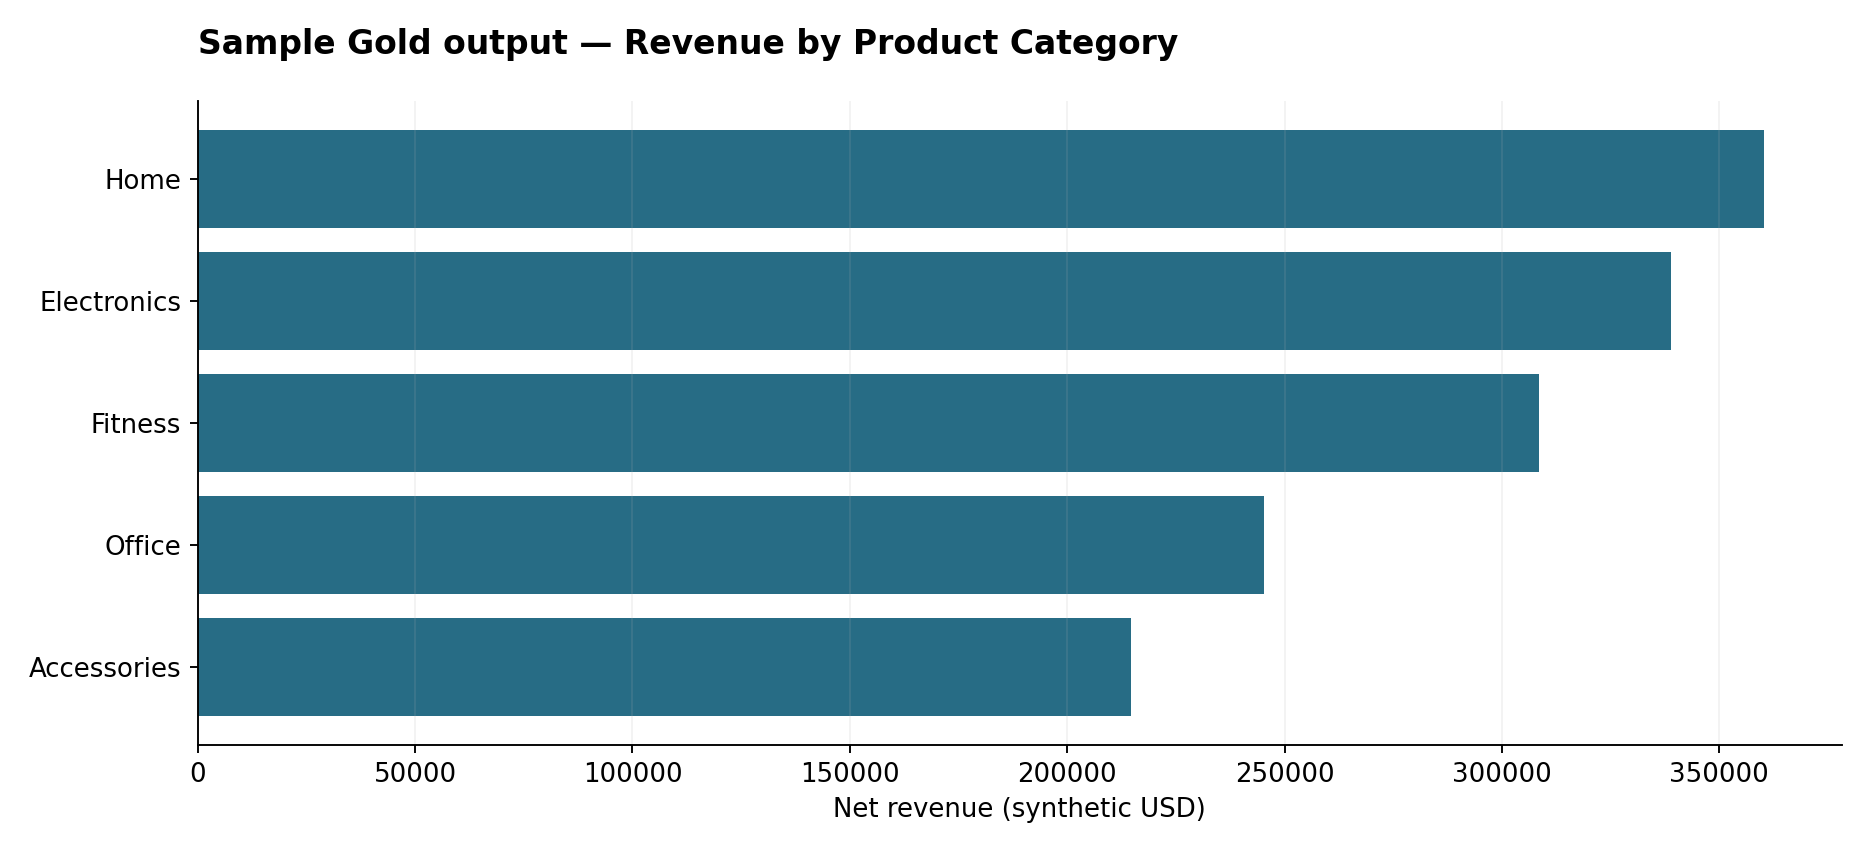 Sample Gold output — Revenue by Product Category
Home
Electronics
Fitness
Office
Accessories
0 50000 100000 150000 200000 250000 300000 350000
Net revenue (synthetic USD)